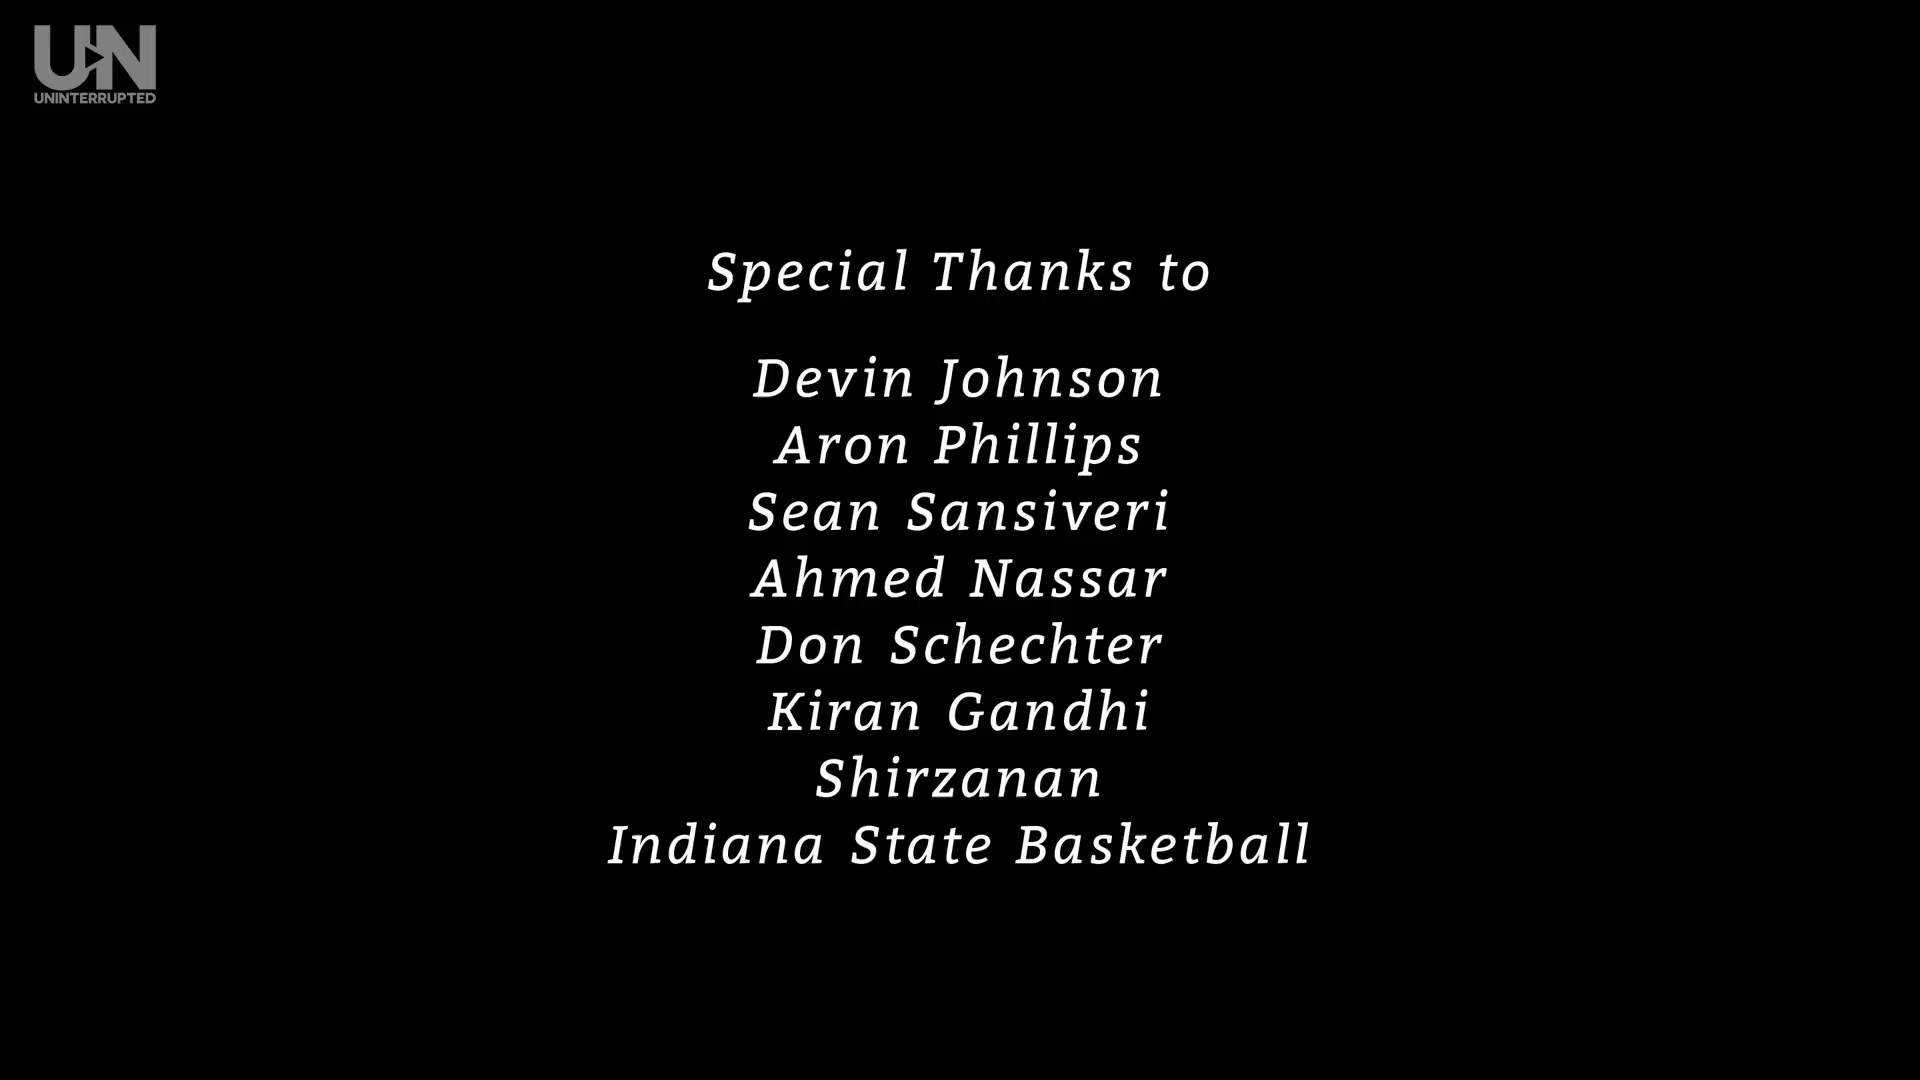 UN
UNINTERRUPTED
Special Thanks to
Devin Johnson
Aron Phillips
Sean Sansiveri
Ahmed Nassar
Don Schechter
Kiran Gandhi
Shirzanan
Indiana State Basketball